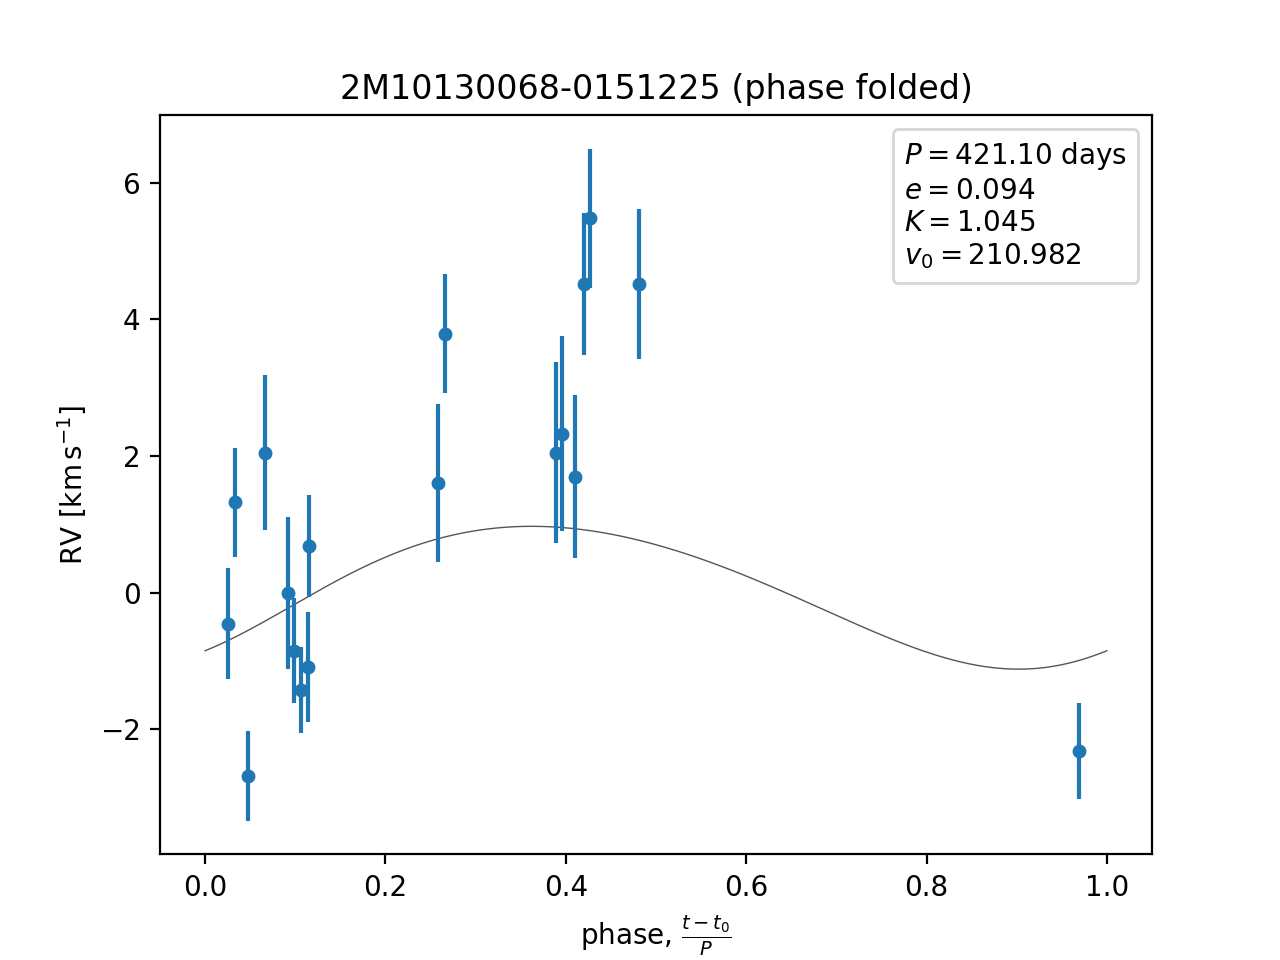 2M10130068-0151225 (phase folded)
P = 421.10 days
e = 0.094
K = 1.045
v₀ = 210.982
6
4
2
0
−2
RV [km s⁻¹]
0.0 0.2 0.4 0.6 0.8 1.0
phase, (t − t₀)/P